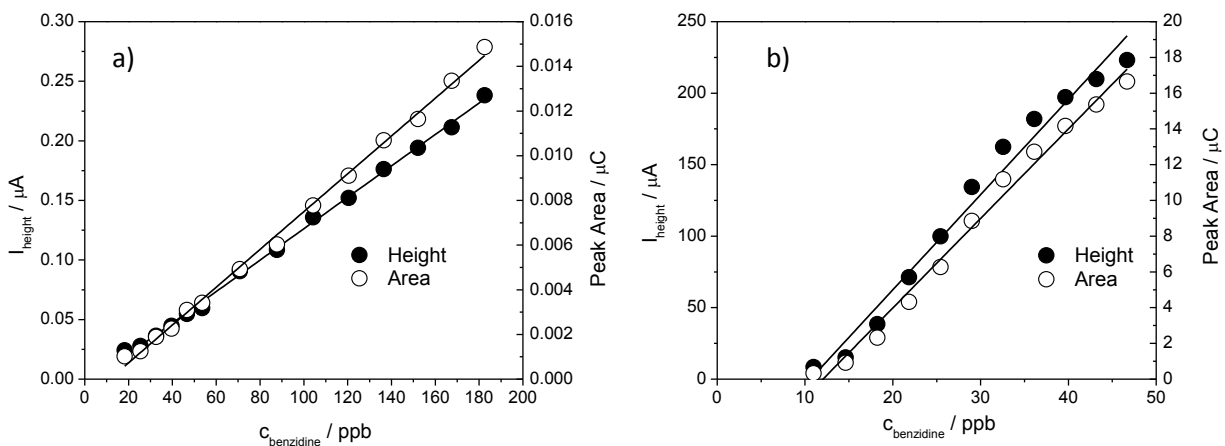 a)
I_height / μA
0.30
0.25
0.20
0.15
0.10
0.05
0.00
0 20 40 60 80 100 120 140 160 180 200
c_benzidine / ppb
Height
Area
0.016
0.014
0.012
0.010
0.008
0.006
0.004
0.002
0.000
Peak Area / μC
b)
I_height / μA
250
200
150
100
50
0
0 10 20 30 40 50
c_benzidine / ppb
Height
Area
20
18
16
14
12
10
8
6
4
2
0
Peak Area / μC